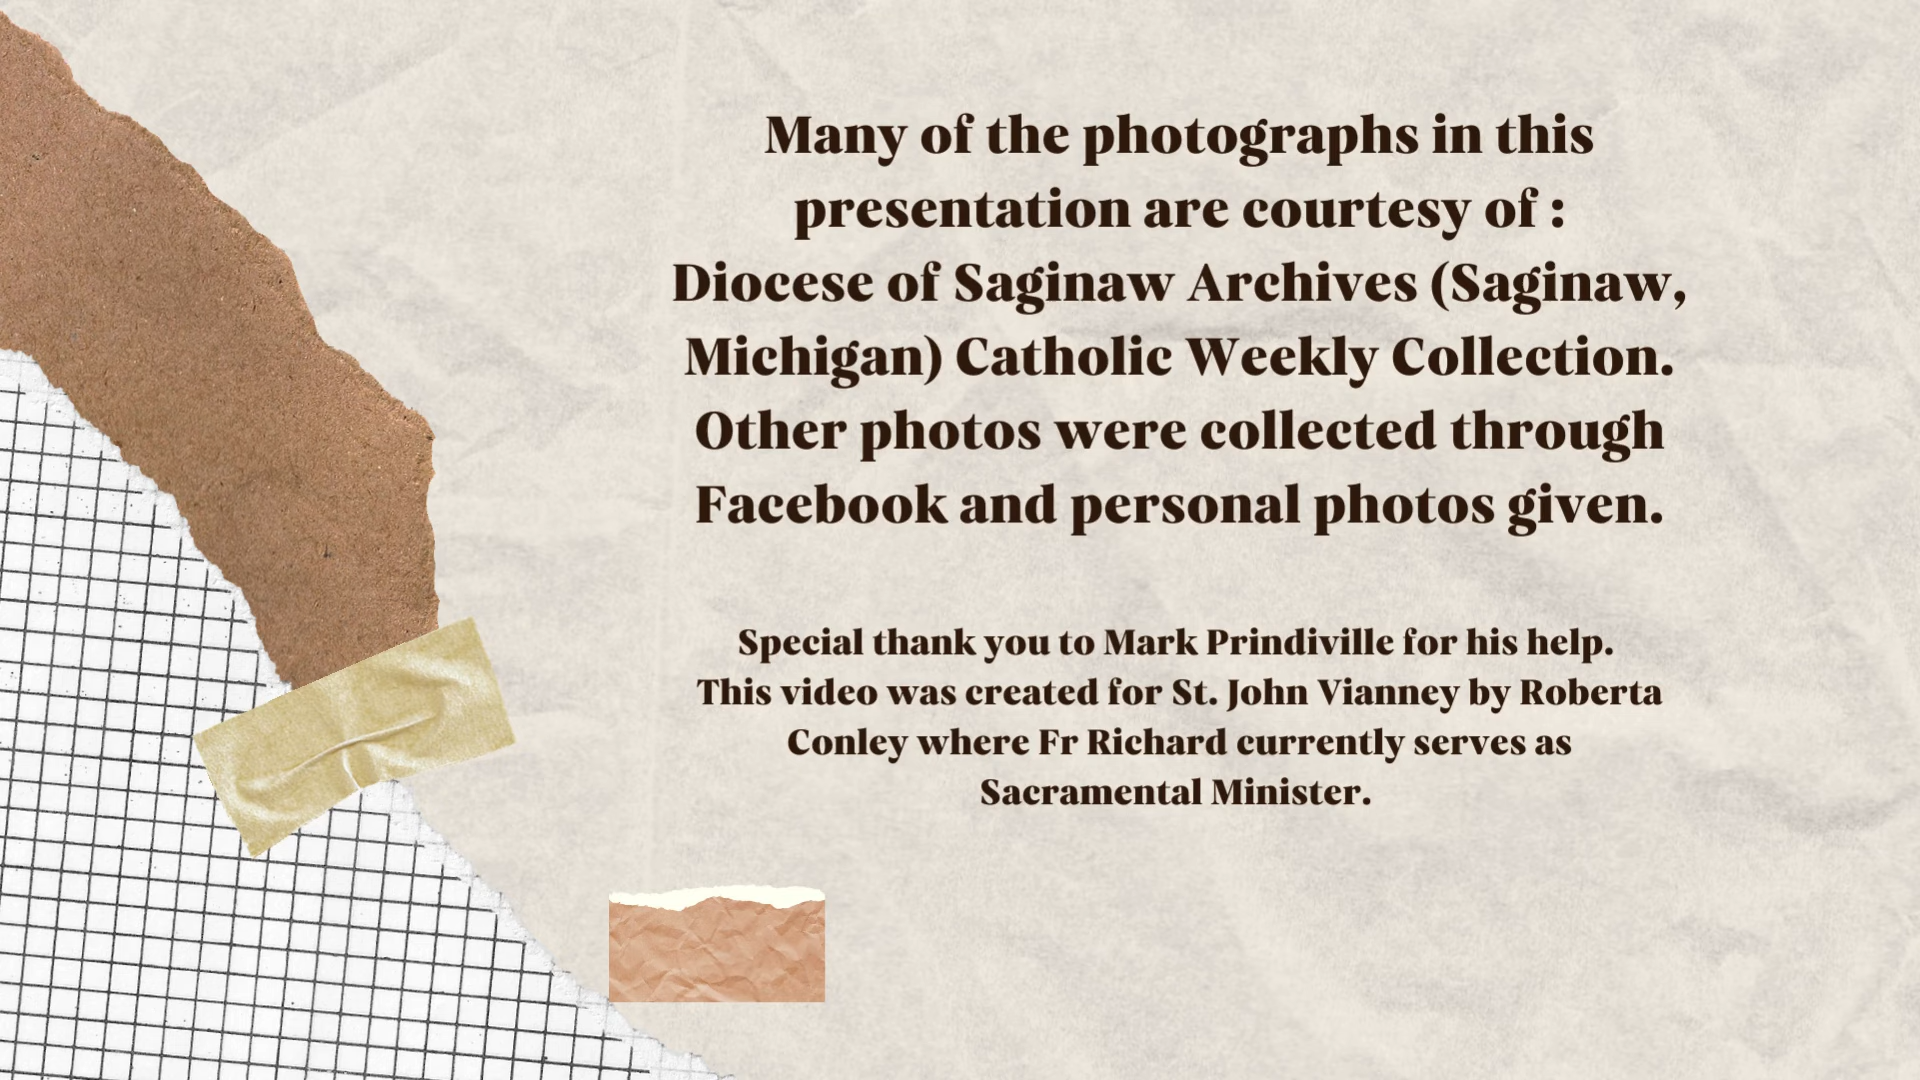 Many of the photographs in this
presentation are courtesy of :
Diocese of Saginaw Archives (Saginaw,
Michigan) Catholic Weekly Collection.
Other photos were collected through
Facebook and personal photos given.
Special thank you to Mark Prindiville for his help.
This video was created for St. John Vianney by Roberta
Conley where Fr Richard currently serves as
Sacramental Minister.